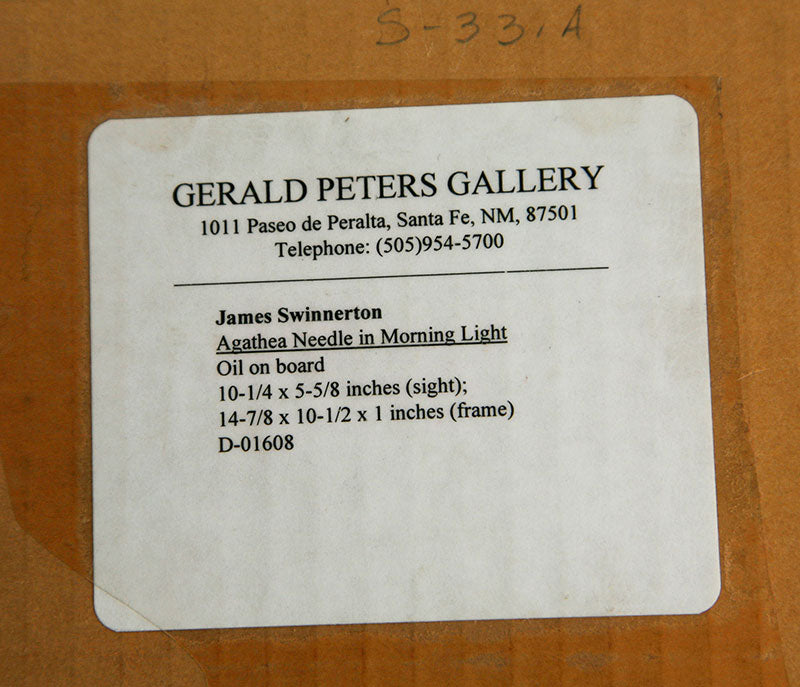 S-33.A
GERALD PETERS GALLERY
1011 Paseo de Peralta, Santa Fe, NM, 87501
Telephone: (505)954-5700
James Swinnerton
Agathea Needle in Morning Light
Oil on board
10-1/4 x 5-5/8 inches (sight);
14-7/8 x 10-1/2 x 1 inches (frame)
D-01608